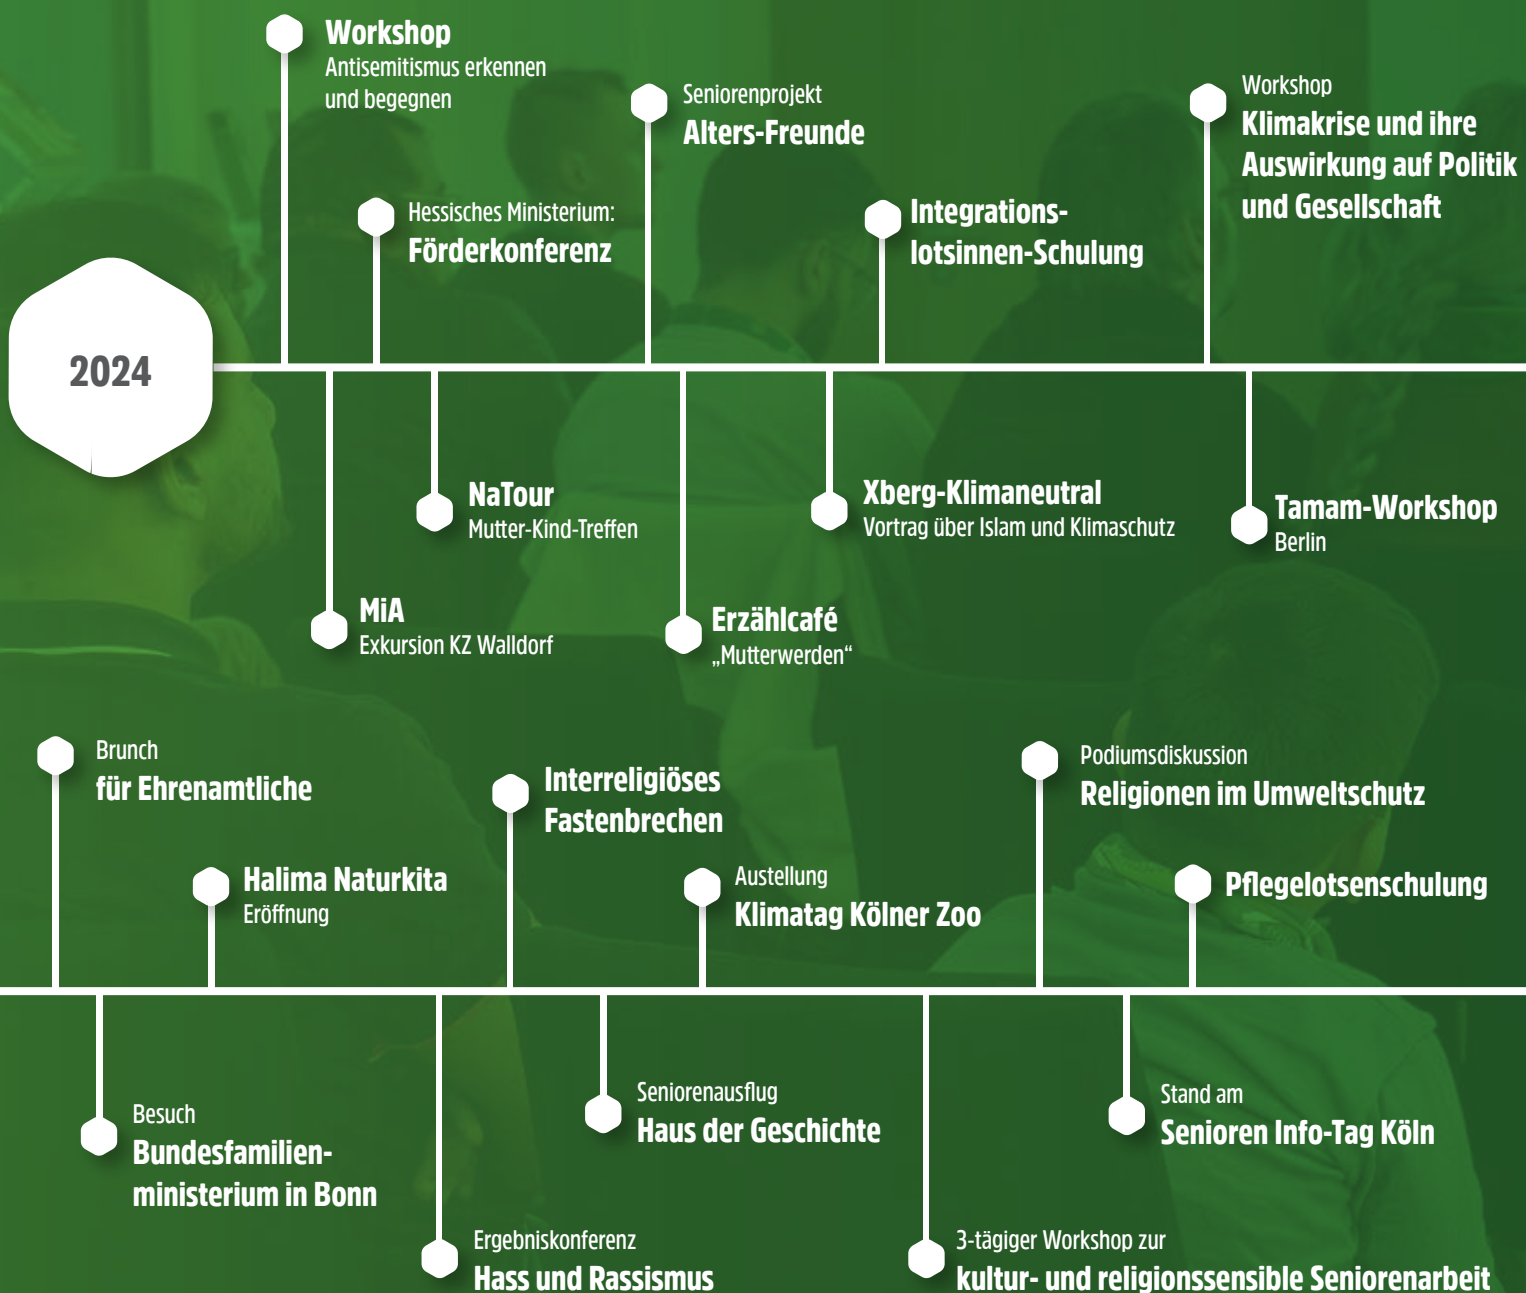 2024
Workshop
Antisemitismus erkennen
und begegnen
MiA
Exkursion KZ Walldorf
Hessisches Ministerium:
Förderkonferenz
NaTour
Mutter-Kind-Treffen
Seniorenprojekt
Alters-Freunde
Erzählcafé
„Mutterwerden“
Xberg-Klimaneutral
Vortrag über Islam und Klimaschutz
Integrations-
lotsinnen-Schulung
Workshop
Klimakrise und ihre
Auswirkung auf Politik
und Gesellschaft
Tamam-Workshop
Berlin
Brunch
für Ehrenamtliche
Besuch
Bundesfamilien-
ministerium in Bonn
Halima Naturkita
Eröffnung
Ergebniskonferenz
Hass und Rassismus
Interreligiöses
Fastenbrechen
Seniorenausflug
Haus der Geschichte
Austellung
Klimatag Kölner Zoo
3-tägiger Workshop zur
kultur- und religionssensible Seniorenarbeit
Podiumsdiskussion
Religionen im Umweltschutz
Stand am
Senioren Info-Tag Köln
Pflegelotsenschulung